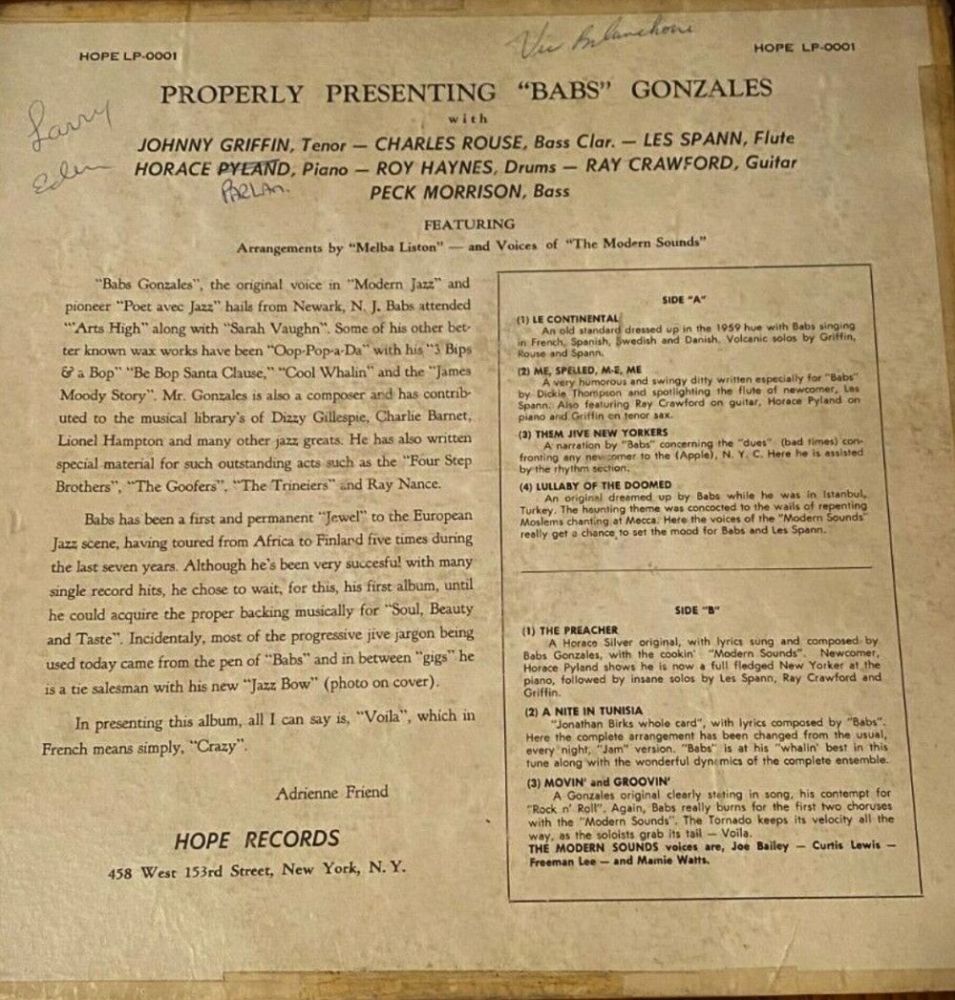 HOPE LP-0001
HOPE LP-0001
Larry
Eden
PROPERLY PRESENTING "BABS" GONZALES
with
JOHNNY GRIFFIN, Tenor — CHARLES ROUSE, Bass Clar. — LES SPANN, Flute
HORACE PYLAND, Piano — ROY HAYNES, Drums — RAY CRAWFORD, Guitar
PARLAN.
PECK MORRISON, Bass
FEATURING
Arrangements by "Melba Liston" — and Voices of "The Modern Sounds"
"Babs Gonzales", the original voice in "Modern Jazz" and
pioneer "Poet avec Jazz" hails from Newark, N. J. Babs attended
"'Arts High" along with "Sarah Vaughn". Some of his other bet-
ter known wax works have been "Oop-Pop-a-Da" with his "3 Bips
& a Bop" "Be Bop Santa Clause," "Cool Whalin" and the "James
Moody Story". Mr. Gonzales is also a composer and has contrib-
uted to the musical library's of Dizzy Gillespie, Charlie Barnet,
Lionel Hampton and many other jazz greats. He has also written
special material for such outstanding acts such as the "Four Step
Brothers", "The Goofers", "The Trineiers" and Ray Nance.
Babs has been a first and permanent "Jewel" to the European
Jazz scene, having toured from Africa to Finland five times during
the last seven years. Although he's been very succesful with many
single record hits, he chose to wait, for this, his first album, until
he could acquire the proper backing musically for "Soul, Beauty
and Taste". Incidentaly, most of the progressive jive jargon being
used today came from the pen of "Babs" and in between "gigs" he
is a tie salesman with his new "Jazz Bow" (photo on cover).
In presenting this album, all I can say is, "Voila", which in
French means simply, "Crazy".
Adrienne Friend
HOPE RECORDS
458 West 153rd Street, New York, N. Y.
SIDE "A"
(1) LE CONTINENTAL
An old standard dressed up in the 1959 hue with Babs singing
in French, Spanish, Swedish and Danish. Volcanic solos by Griffin,
Rouse and Spann.
(2) ME, SPELLED, M-E, ME
A very humorous and swingy ditty written especially for "Babs"
by Dickie Thompson and spotlighting the flute of newcomer, Les
Spann. Also featuring Ray Crawford on guitar, Horace Pyland on
piano and Griffin on tenor sax.
(3) THEM JIVE NEW YORKERS
A narration by "Babs" concerning the "dues" (bad times) con-
fronting any newcomer to the (Apple), N. Y. C. Here he is assisted
by the rhythm section.
(4) LULLABY OF THE DOOMED
An original dreamed up by Babs while he was in Istanbul,
Turkey. The haunting theme was concocted to the wails of repenting
Moslems chanting at Mecca. Here the voices of the "Modern Sounds"
really get a chance to set the mood for Babs and Les Spann.
SIDE "B"
(1) THE PREACHER
A Horace Silver original, with lyrics sung and composed by
Babs Gonzales, with the cookin' "Modern Sounds". Newcomer,
Horace Pyland shows he is now a full fledged New Yorker at the
piano, followed by insane solos by Les Spann, Ray Crawford and
Griffin.
(2) A NITE IN TUNISIA
"Jonathan Birks whole card", with lyrics composed by "Babs".
Here the complete arrangement has been changed from the usual,
every night, "Jam" version. "Babs" is at his "whalin' best in this
tune along with the wonderful dynamics of the complete ensemble.
(3) MOVIN' and GROOVIN'
A Gonzales original clearly stating in song, his contempt for
"Rock n' Roll". Again, Babs really burns for the first two choruses
with the "Modern Sounds". The Tornado keeps its velocity all the
way, as the soloists grab its tail — Voila.
THE MODERN SOUNDS voices are, Joe Bailey — Curtis Lewis —
Freeman Lee — and Mamie Watts.